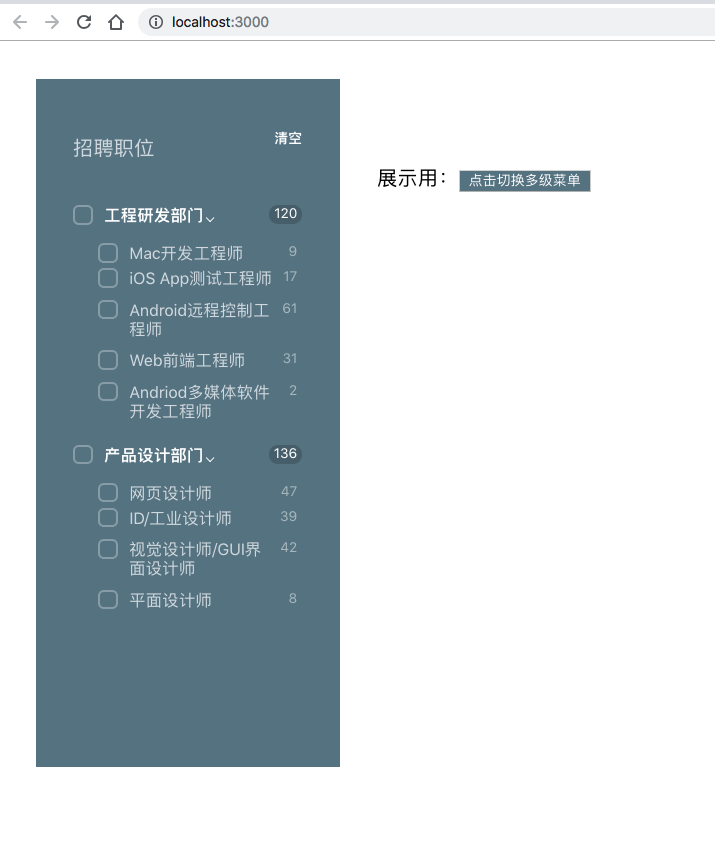 localhost:3000
招聘职位
清空
展示用：
点击切换多级菜单
工程研发部门
120
Mac开发工程师
9
iOS App测试工程师
17
Android远程控制工
程师
61
Web前端工程师
31
Andriod多媒体软件
开发工程师
2
产品设计部门
136
网页设计师
47
ID/工业设计师
39
视觉设计师/GUI界
面设计师
42
平面设计师
8